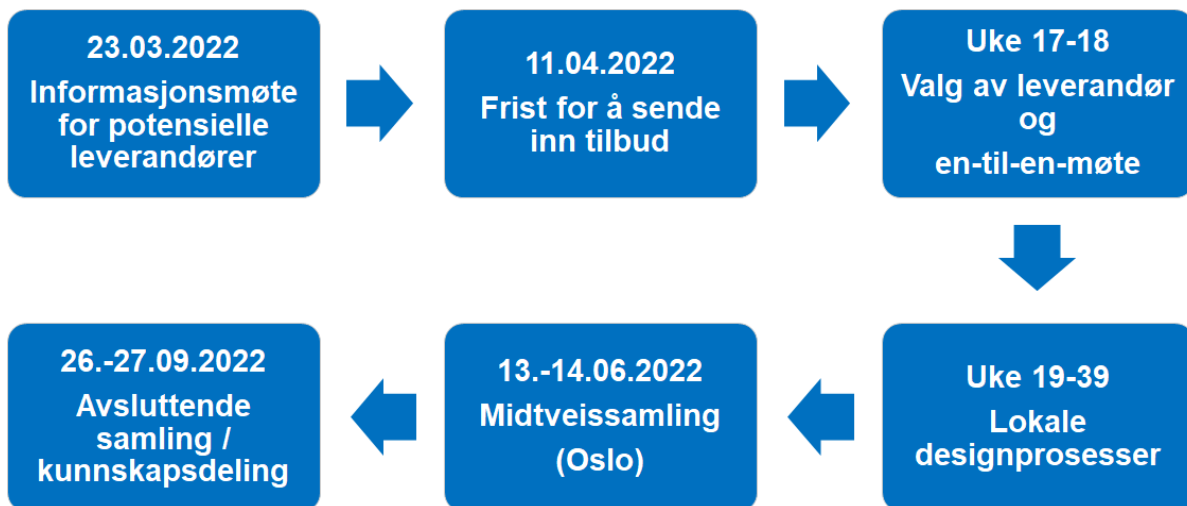 23.03.2022
Informasjonsmøte
for potensielle
leverandører
11.04.2022
Frist for å sende
inn tilbud
Uke 17-18
Valg av leverandør
og
en-til-en-møte
Uke 19-39
Lokale
designprosesser
13.-14.06.2022
Midtveissamling
(Oslo)
26.-27.09.2022
Avsluttende
samling /
kunnskapsdeling